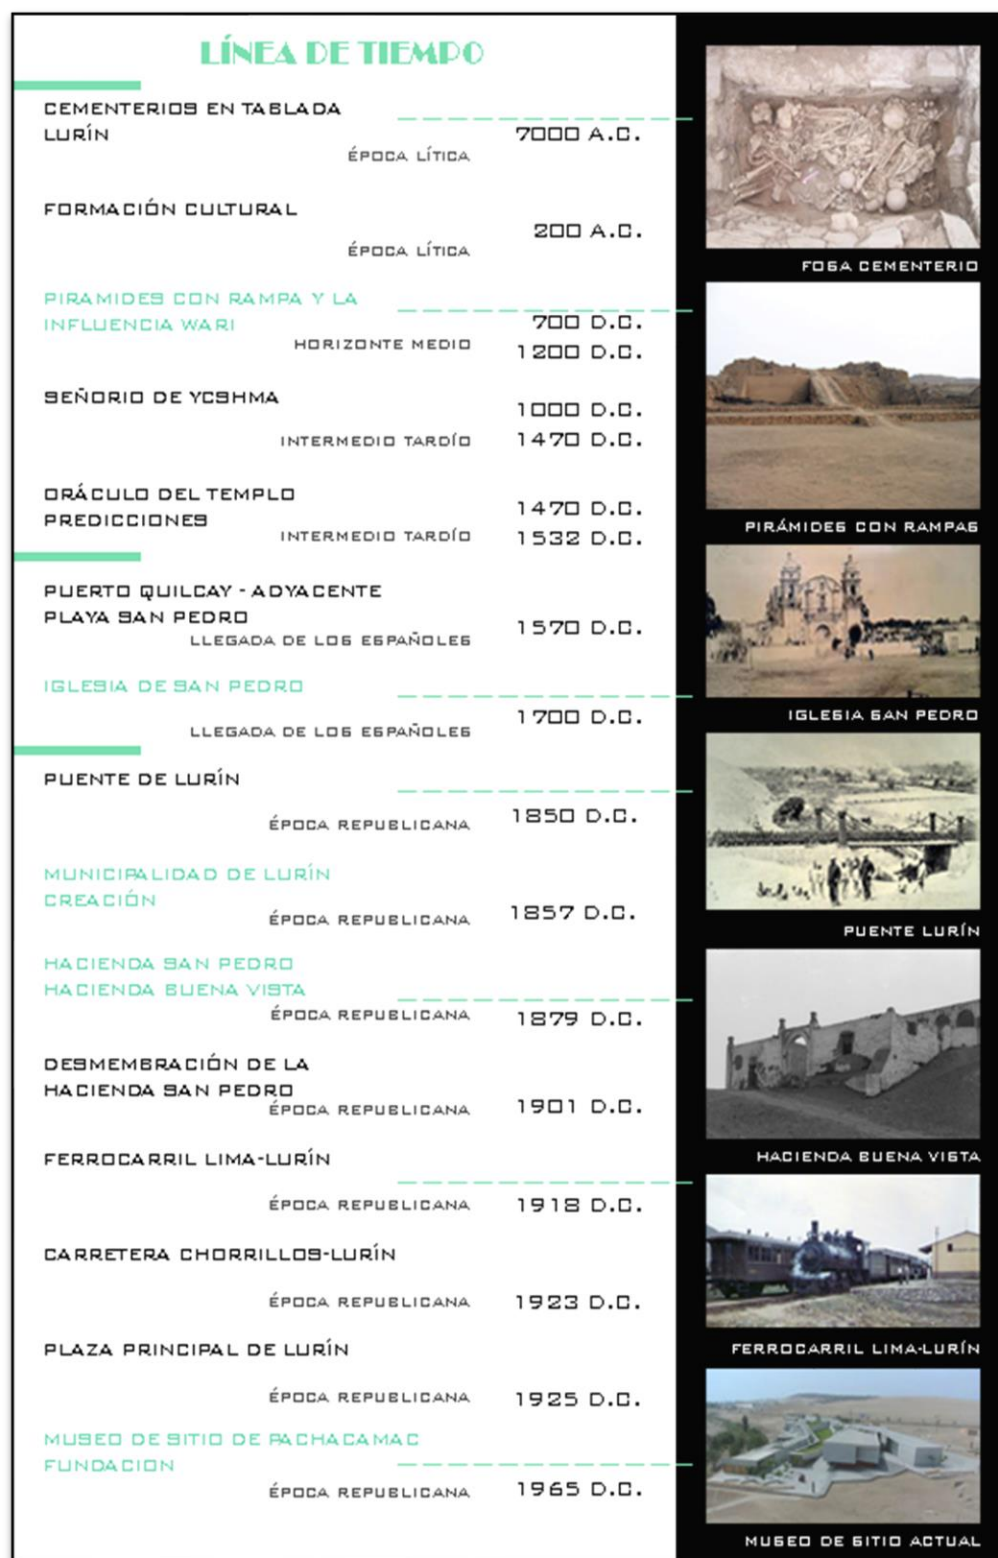 LÍNEA DE TIEMPO
CEMENTERIOS EN TABLADA
LURÍN
7000 A.C.
ÉPOCA LÍTICA
FOSA CEMENTERIO
FORMACIÓN CULTURAL
200 A.C.
ÉPOCA LÍTICA
PIRAMIDES CON RAMPA Y LA
INFLUENCIA WARI
700 D.C.
HORIZONTE MEDIO
1200 D.C.
SEÑORIO DE YCSHMA
1000 D.C.
INTERMEDIO TARDÍO
1470 D.C.
ORÁCULO DEL TEMPLO
PREDICCIONES
1470 D.C.
INTERMEDIO TARDÍO
1532 D.C.
PIRÁMIDES CON RAMPAS
PUERTO QUILCAY - ADYACENTE
PLAYA SAN PEDRO
1570 D.C.
LLEGADA DE LOS ESPAÑOLES
IGLESIA DE SAN PEDRO
1700 D.C.
LLEGADA DE LOS ESPAÑOLES
IGLESIA SAN PEDRO
PUENTE DE LURÍN
1850 D.C.
ÉPOCA REPUBLICANA
MUNICIPALIDAD DE LURÍN
CREACIÓN
1857 D.C.
ÉPOCA REPUBLICANA
PUENTE LURÍN
HACIENDA SAN PEDRO
HACIENDA BUENA VISTA
ÉPOCA REPUBLICANA
1879 D.C.
DESMEMBRACIÓN DE LA
HACIENDA SAN PEDRO
ÉPOCA REPUBLICANA
1901 D.C.
HACIENDA BUENA VISTA
FERROCARRIL LIMA-LURÍN
ÉPOCA REPUBLICANA
1918 D.C.
CARRETERA CHORRILLOS-LURÍN
ÉPOCA REPUBLICANA
1923 D.C.
FERROCARRIL LIMA-LURÍN
PLAZA PRINCIPAL DE LURÍN
ÉPOCA REPUBLICANA
1925 D.C.
MUSEO DE SITIO DE PACHACAMAC
FUNDACION
ÉPOCA REPUBLICANA
1965 D.C.
MUSEO DE SITIO ACTUAL